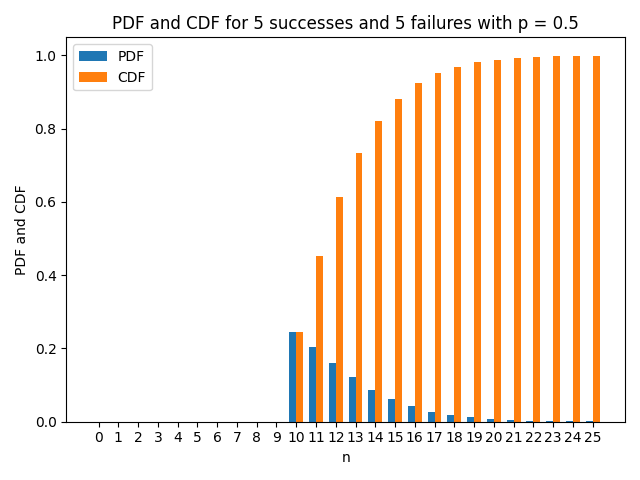 PDF and CDF for 5 successes and 5 failures with p = 0.5
PDF
CDF
1.0
0.8
0.6
0.4
0.2
0.0
PDF and CDF
0 1 2 3 4 5 6 7 8 9 10 11 12 13 14 15 16 17 18 19 20 21 22 23 24 25
n